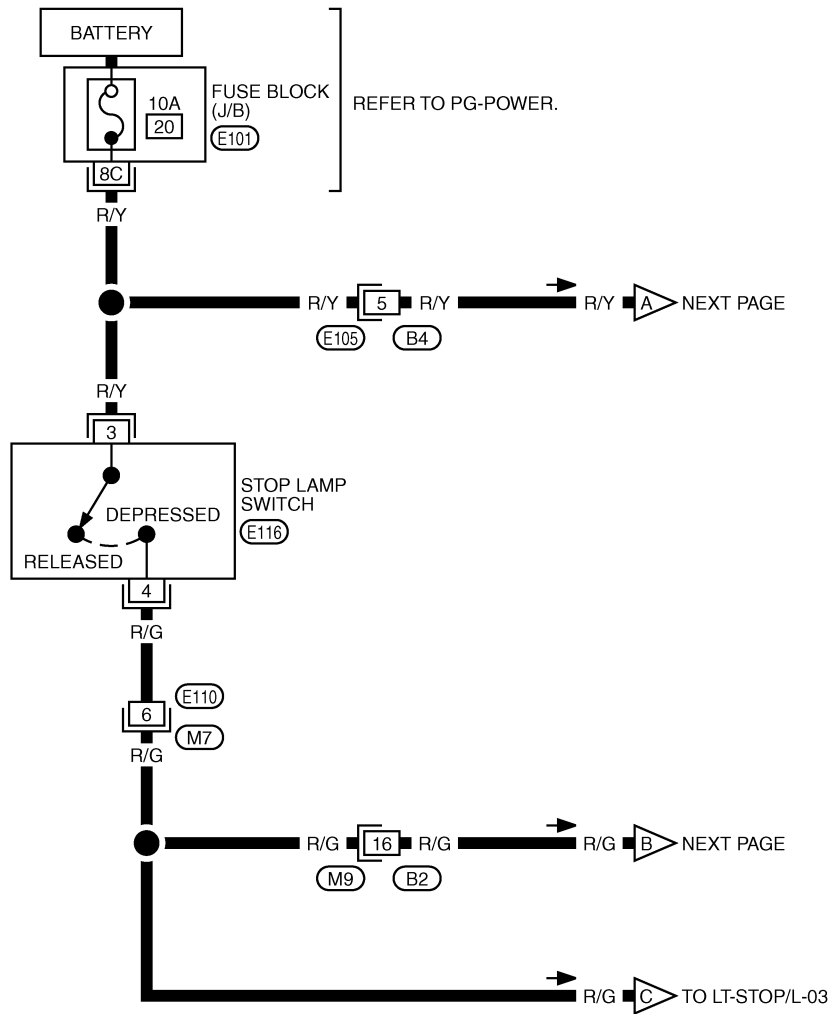 BATTERY
FUSE BLOCK
(J/B)
10A
20
E101
REFER TO PG-POWER.
8C
R/Y
R/Y
5
R/Y
R/Y
A
NEXT PAGE
E105
B4
R/Y
3
STOP LAMP
SWITCH
DEPRESSED
E116
RELEASED
4
R/G
E110
6
M7
R/G
R/G
16
R/G
R/G
B
NEXT PAGE
M9
B2
R/G
C
TO LT-STOP/L-03